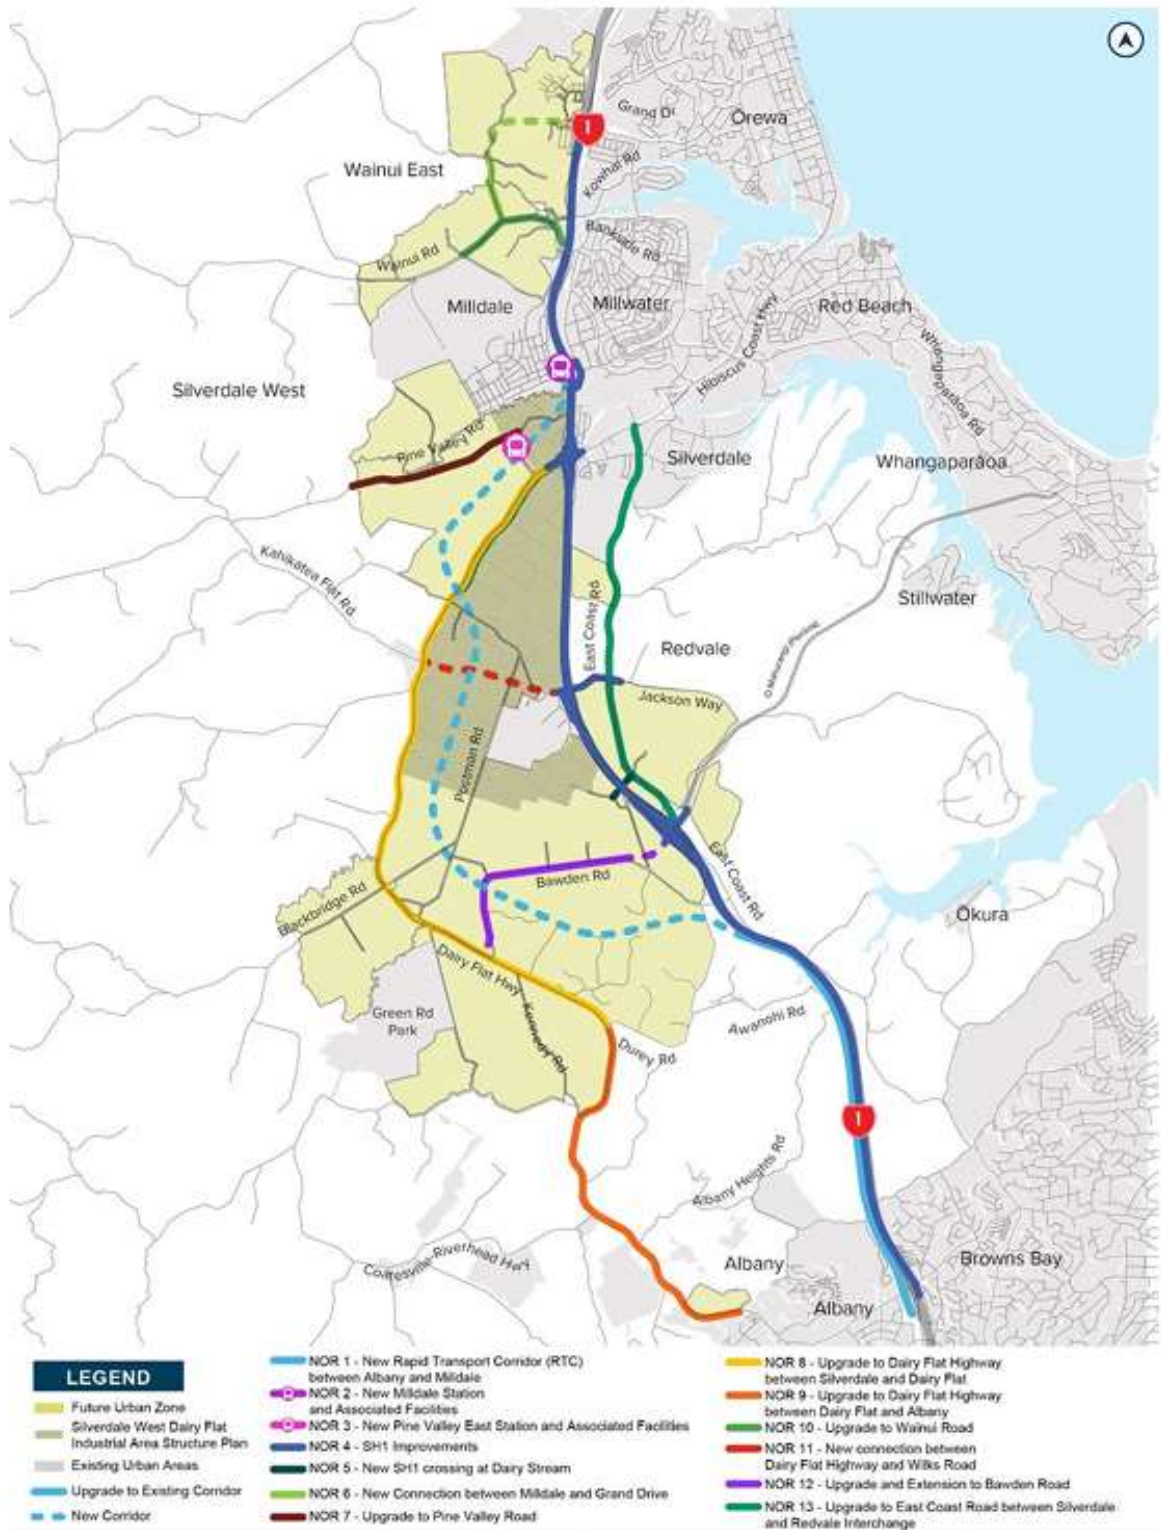 1
Grand Dr
Ōrewa
Wainui East
Kowhai Rd
Bankside Rd
Wainui Rd
Milldale
Millwater
Red Beach
Hibiscus Coast Hwy
Whangaparāoa Rd
Silverdale West
Pine Valley Rd
Silverdale
Whangaparāoa
Kahikatea Flat Rd
Stillwater
East Coast Rd
Redvale
O Mahurangi (Penlink)
Jackson Way
Postman Rd
East Coast Rd
Bawden Rd
Blackbridge Rd
Okura
Dairy Flat Hwy
Green Rd
Park
Kennedy Rd
Awanohi Rd
Durey Rd
1
Albany Heights Rd
Coatesville-Riverhead Hwy
Albany
Browns Bay
Albany
LEGEND
Future Urban Zone
Silverdale West Dairy Flat
Industrial Area Structure Plan
Existing Urban Areas
Upgrade to Existing Corridor
New Corridor
NOR 1 - New Rapid Transport Corridor (RTC)
between Albany and Milldale
NOR 2 - New Milldale Station
and Associated Facilities
NOR 3 - New Pine Valley East Station and Associated Facilities
NOR 4 - SH1 Improvements
NOR 5 - New SH1 crossing at Dairy Stream
NOR 6 - New Connection between Milldale and Grand Drive
NOR 7 - Upgrade to Pine Valley Road
NOR 8 - Upgrade to Dairy Flat Highway
between Silverdale and Dairy Flat
NOR 9 - Upgrade to Dairy Flat Highway
between Dairy Flat and Albany
NOR 10 - Upgrade to Wainui Road
NOR 11 - New connection between
Dairy Flat Highway and Wilks Road
NOR 12 - Upgrade and Extension to Bawden Road
NOR 13 - Upgrade to East Coast Road between Silverdale
and Redvale Interchange